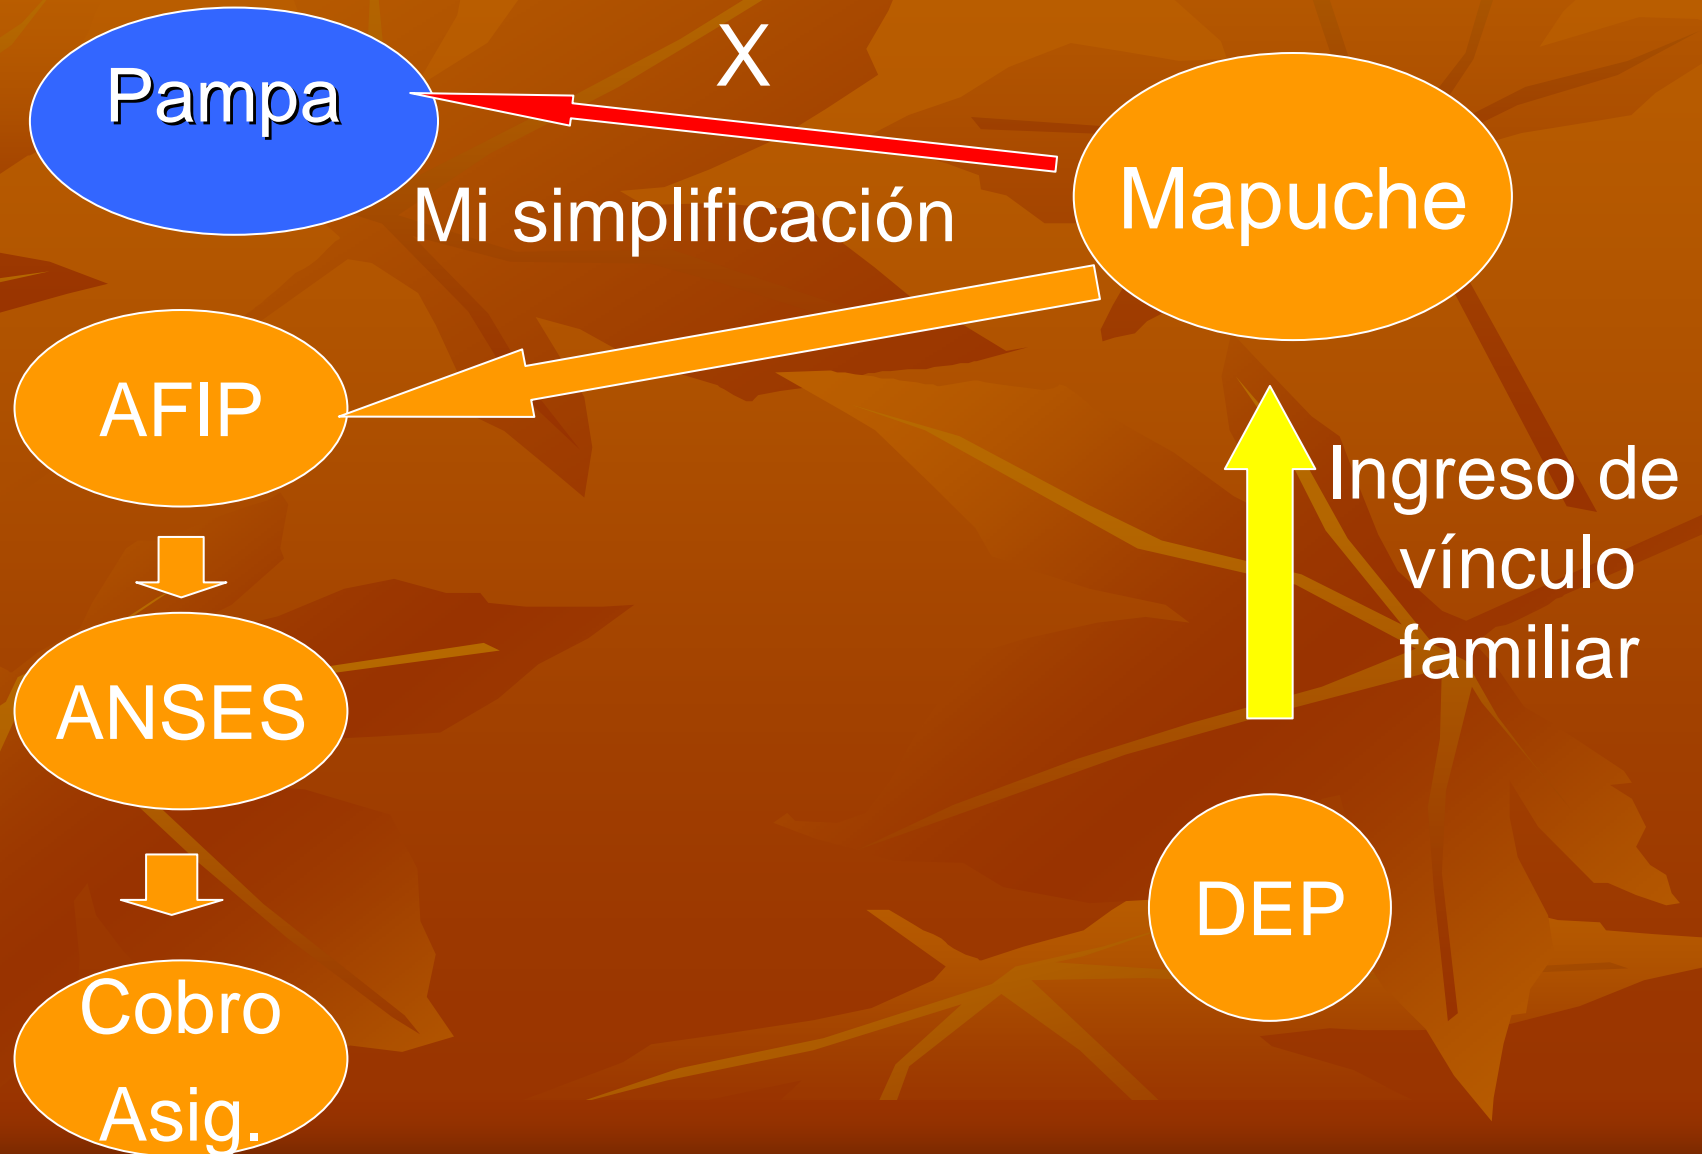 Pampa
X
Mapuche
Mi simplificación
AFIP
Ingreso de
vínculo
familiar
ANSES
DEP
Cobro
Asig.